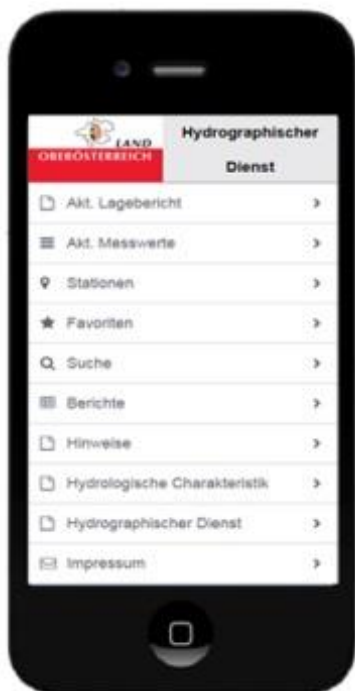 LAND
OBERÖSTERREICH
Hydrographischer
Dienst
Akt. Lagebericht
Akt. Messwerte
Stationen
Favoriten
Suche
Berichte
Hinweise
Hydrologische Charakteristik
Hydrographischer Dienst
Impressum